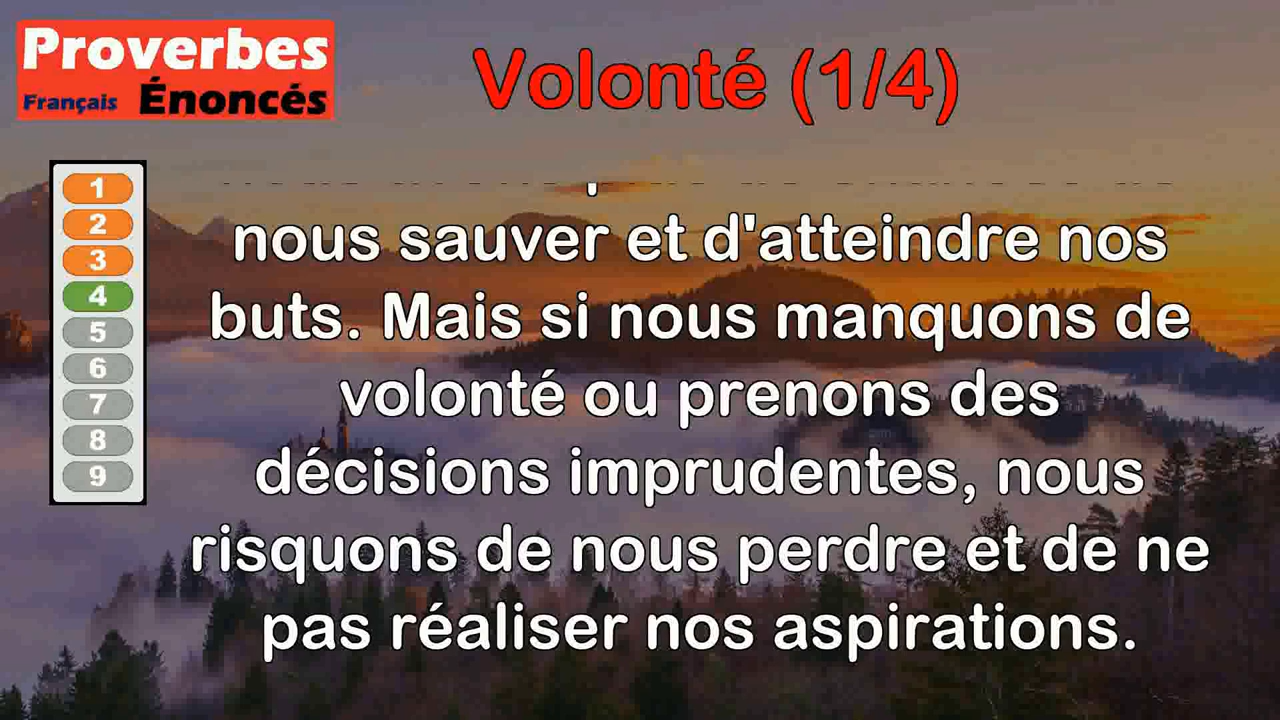 Proverbes
Français Énoncés
Volonté (1/4)
1
2
3
4
5
6
7
8
9
nous sauver et d'atteindre nos
buts. Mais si nous manquons de
volonté ou prenons des
décisions imprudentes, nous
risquons de nous perdre et de ne
pas réaliser nos aspirations.